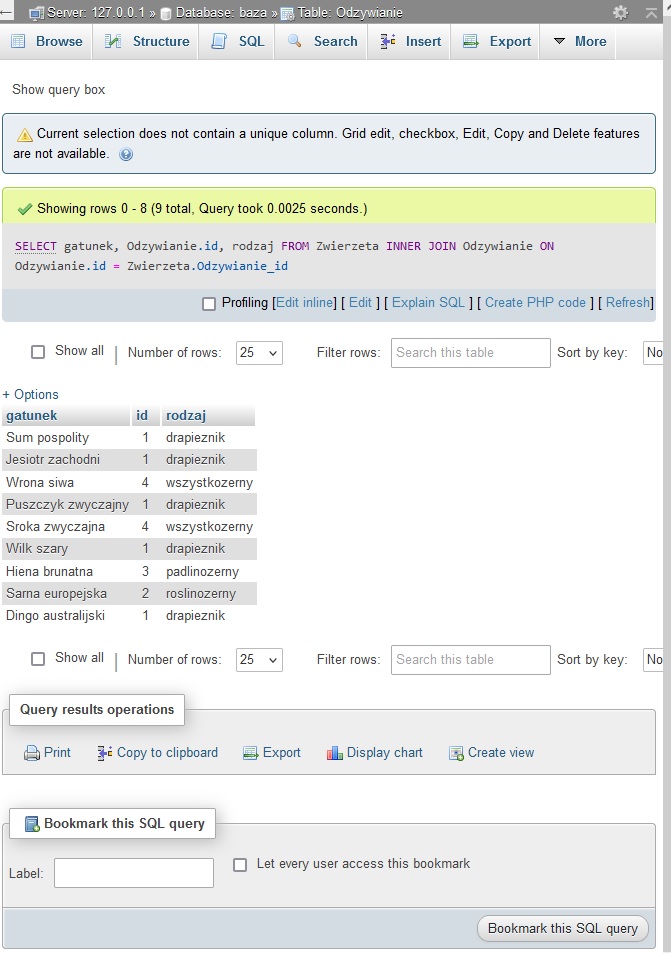 Server: 127.0.0.1 » Database: baza » Table: Odzywianie
Browse Structure SQL Search Insert Export More
Show query box
Current selection does not contain a unique column. Grid edit, checkbox, Edit, Copy and Delete features
are not available.
Showing rows 0 - 8 (9 total, Query took 0.0025 seconds.)
SELECT gatunek, Odzywianie.id, rodzaj FROM Zwierzeta INNER JOIN Odzywianie ON
Odzywianie.id = Zwierzeta.Odzywianie_id
Profiling [Edit inline] [ Edit ] [ Explain SQL ] [ Create PHP code ] [ Refresh]
Show all | Number of rows: 25 Filter rows: Search this table Sort by key: No
+ Options
gatunek id rodzaj
Sum pospolity 1 drapieznik
Jesiotr zachodni 1 drapieznik
Wrona siwa 4 wszystkozerny
Puszczyk zwyczajny 1 drapieznik
Sroka zwyczajna 4 wszystkozerny
Wilk szary 1 drapieznik
Hiena brunatna 3 padlinozerny
Sarna europejska 2 roslinozerny
Dingo australijski 1 drapieznik
Show all | Number of rows: 25 Filter rows: Search this table Sort by key: No
Query results operations
Print Copy to clipboard Export Display chart Create view
Bookmark this SQL query
Label: Let every user access this bookmark
Bookmark this SQL query